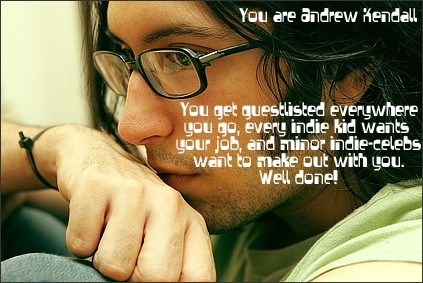 You are Andrew Kendall
You get guestlisted everywhere
you go, every indie kid wants
your job, and minor indie-celebs
want to make out with you.
Well done!